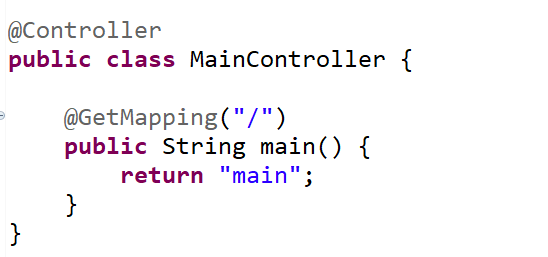 @Controller
public class MainController {
@GetMapping("/")
public String main() {
return "main";
}
}